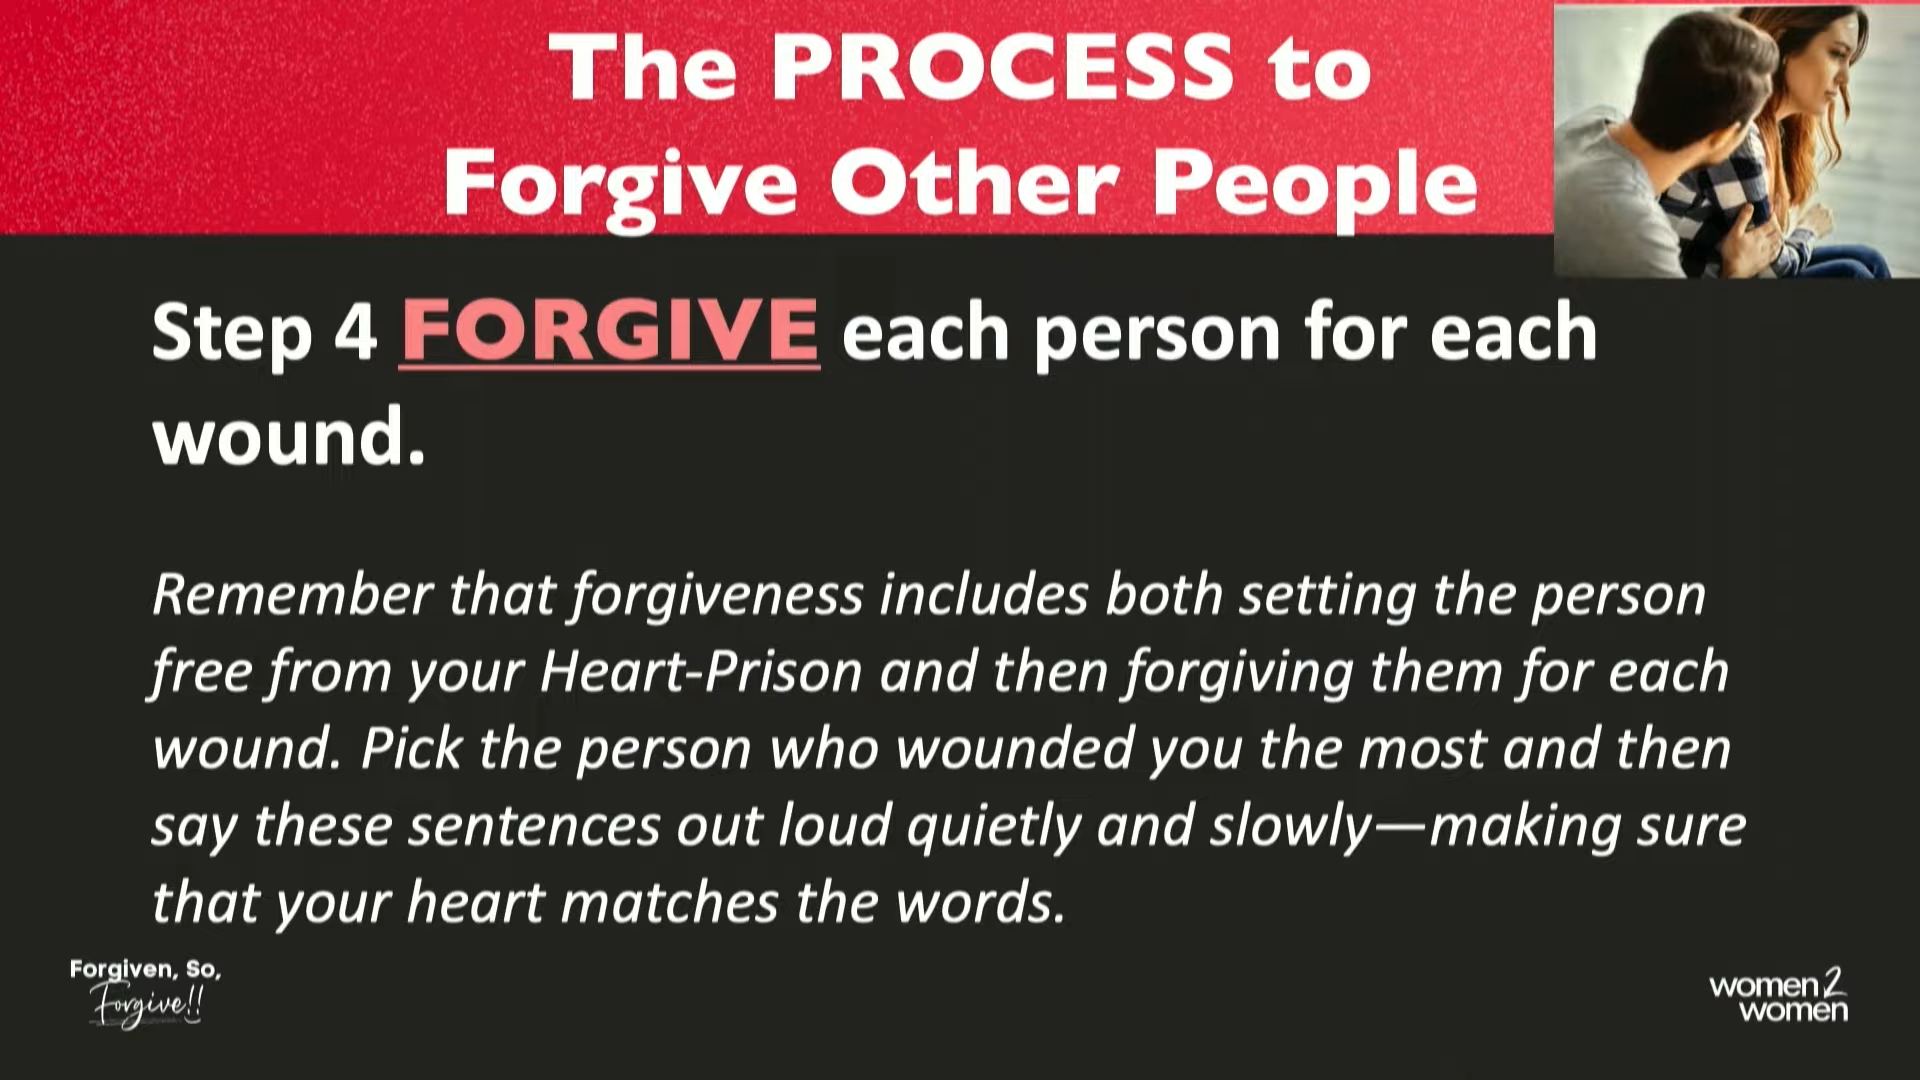 The PROCESS to
Forgive Other People
Step 4 FORGIVE each person for each
wound.
Remember that forgiveness includes both setting the person
free from your Heart-Prison and then forgiving them for each
wound. Pick the person who wounded you the most and then
say these sentences out loud quietly and slowly—making sure
that your heart matches the words.
Forgiven, So,
Forgive!!
women2
women